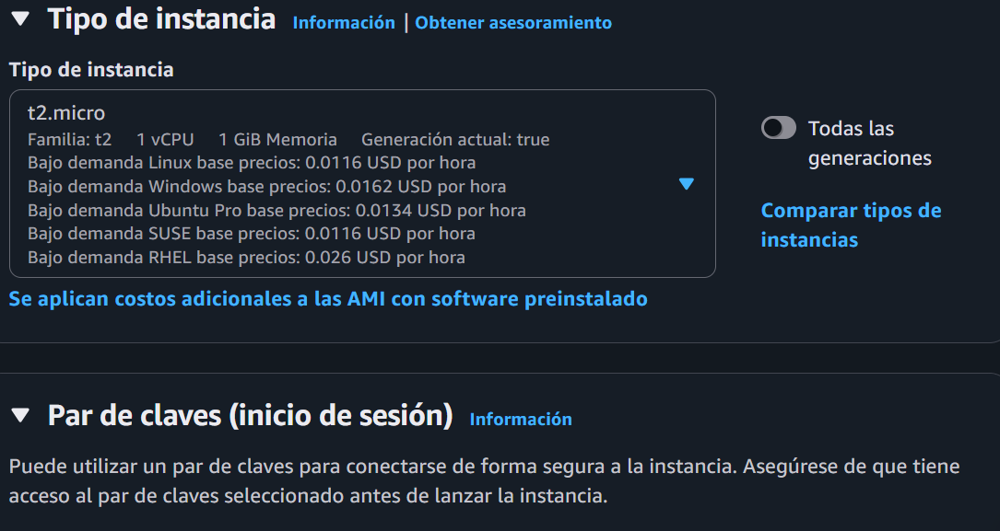 Tipo de instancia Información | Obtener asesoramiento
Tipo de instancia
t2.micro
Familia: t2 1 vCPU 1 GiB Memoria Generación actual: true
Bajo demanda Linux base precios: 0.0116 USD por hora
Bajo demanda Windows base precios: 0.0162 USD por hora
Bajo demanda Ubuntu Pro base precios: 0.0134 USD por hora
Bajo demanda SUSE base precios: 0.0116 USD por hora
Bajo demanda RHEL base precios: 0.026 USD por hora
Todas las
generaciones
Comparar tipos de
instancias
Se aplican costos adicionales a las AMI con software preinstalado
Par de claves (inicio de sesión) Información
Puede utilizar un par de claves para conectarse de forma segura a la instancia. Asegúrese de que tiene
acceso al par de claves seleccionado antes de lanzar la instancia.